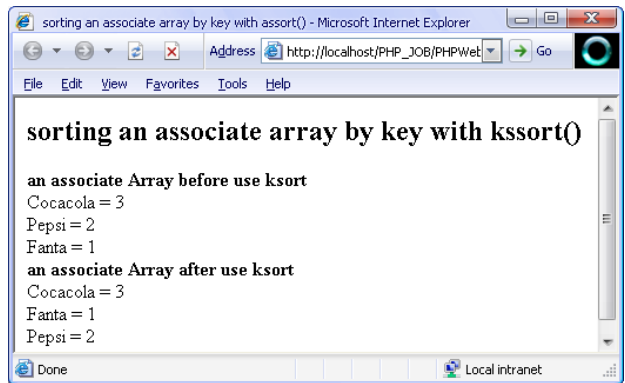 sorting an associate array by key with assort() - Microsoft Internet Explorer
Address http://localhost/PHP_JOB/PHPWet Go
File Edit View Favorites Tools Help
sorting an associate array by key with kssort()
an associate Array before use ksort
Cocacola = 3
Pepsi = 2
Fanta = 1
an associate Array after use ksort
Cocacola = 3
Fanta = 1
Pepsi = 2
Done Local intranet